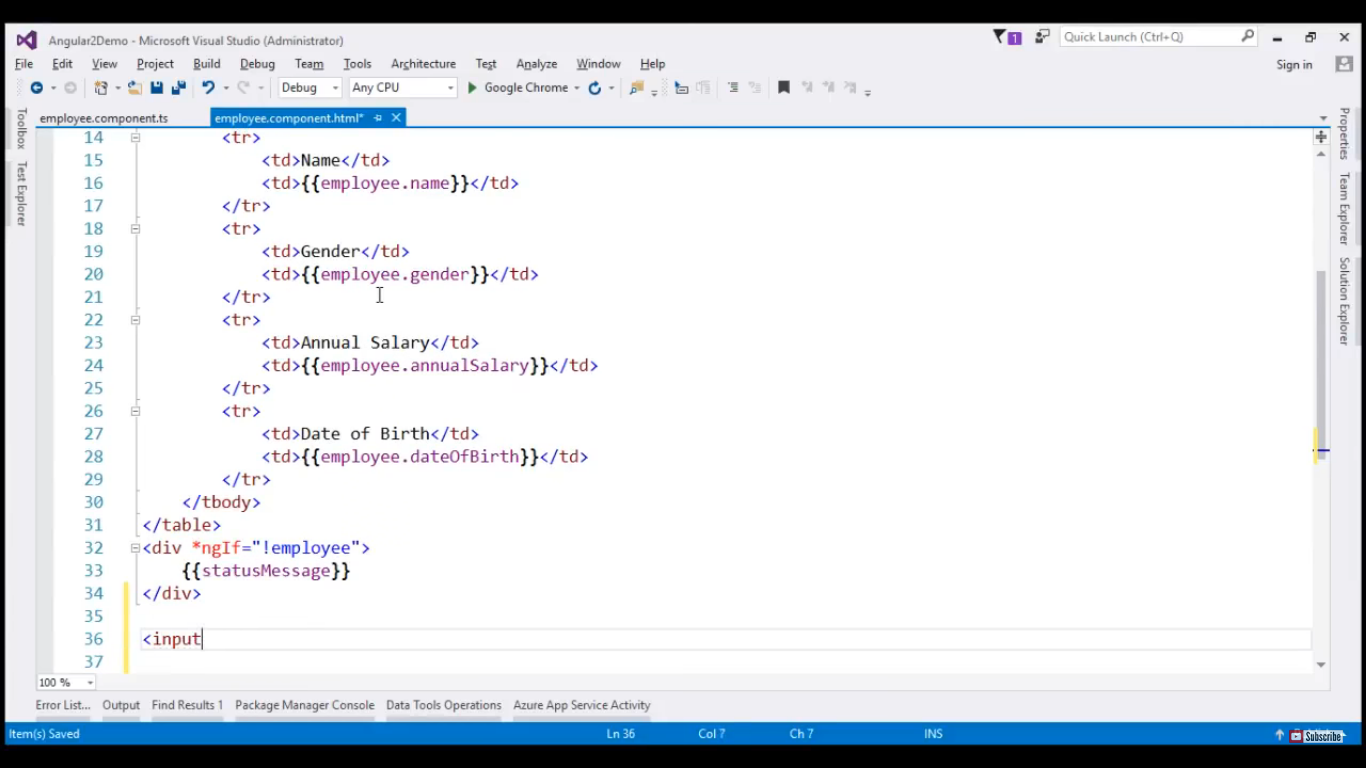 Angular2Demo - Microsoft Visual Studio (Administrator)
1
Quick Launch (Ctrl+Q)
File Edit View Project Build Debug Team Tools Architecture Test Analyze Window Help
Sign in
Debug Any CPU Google Chrome
employee.component.ts employee.component.html*
Toolbox
Test Explorer
Properties
Team Explorer
Solution Explorer
14 <tr>
15 <td>Name</td>
16 <td>{{employee.name}}</td>
17 </tr>
18 <tr>
19 <td>Gender</td>
20 <td>{{employee.gender}}</td>
21 </tr>
22 <tr>
23 <td>Annual Salary</td>
24 <td>{{employee.annualSalary}}</td>
25 </tr>
26 <tr>
27 <td>Date of Birth</td>
28 <td>{{employee.dateOfBirth}}</td>
29 </tr>
30 </tbody>
31 </table>
32 <div *ngIf="!employee">
33 {{statusMessage}}
34 </div>
35
36 <input
37
100 %
Error List... Output Find Results 1 Package Manager Console Data Tools Operations Azure App Service Activity
Item(s) Saved Ln 36 Col 7 Ch 7 INS
Subscribe